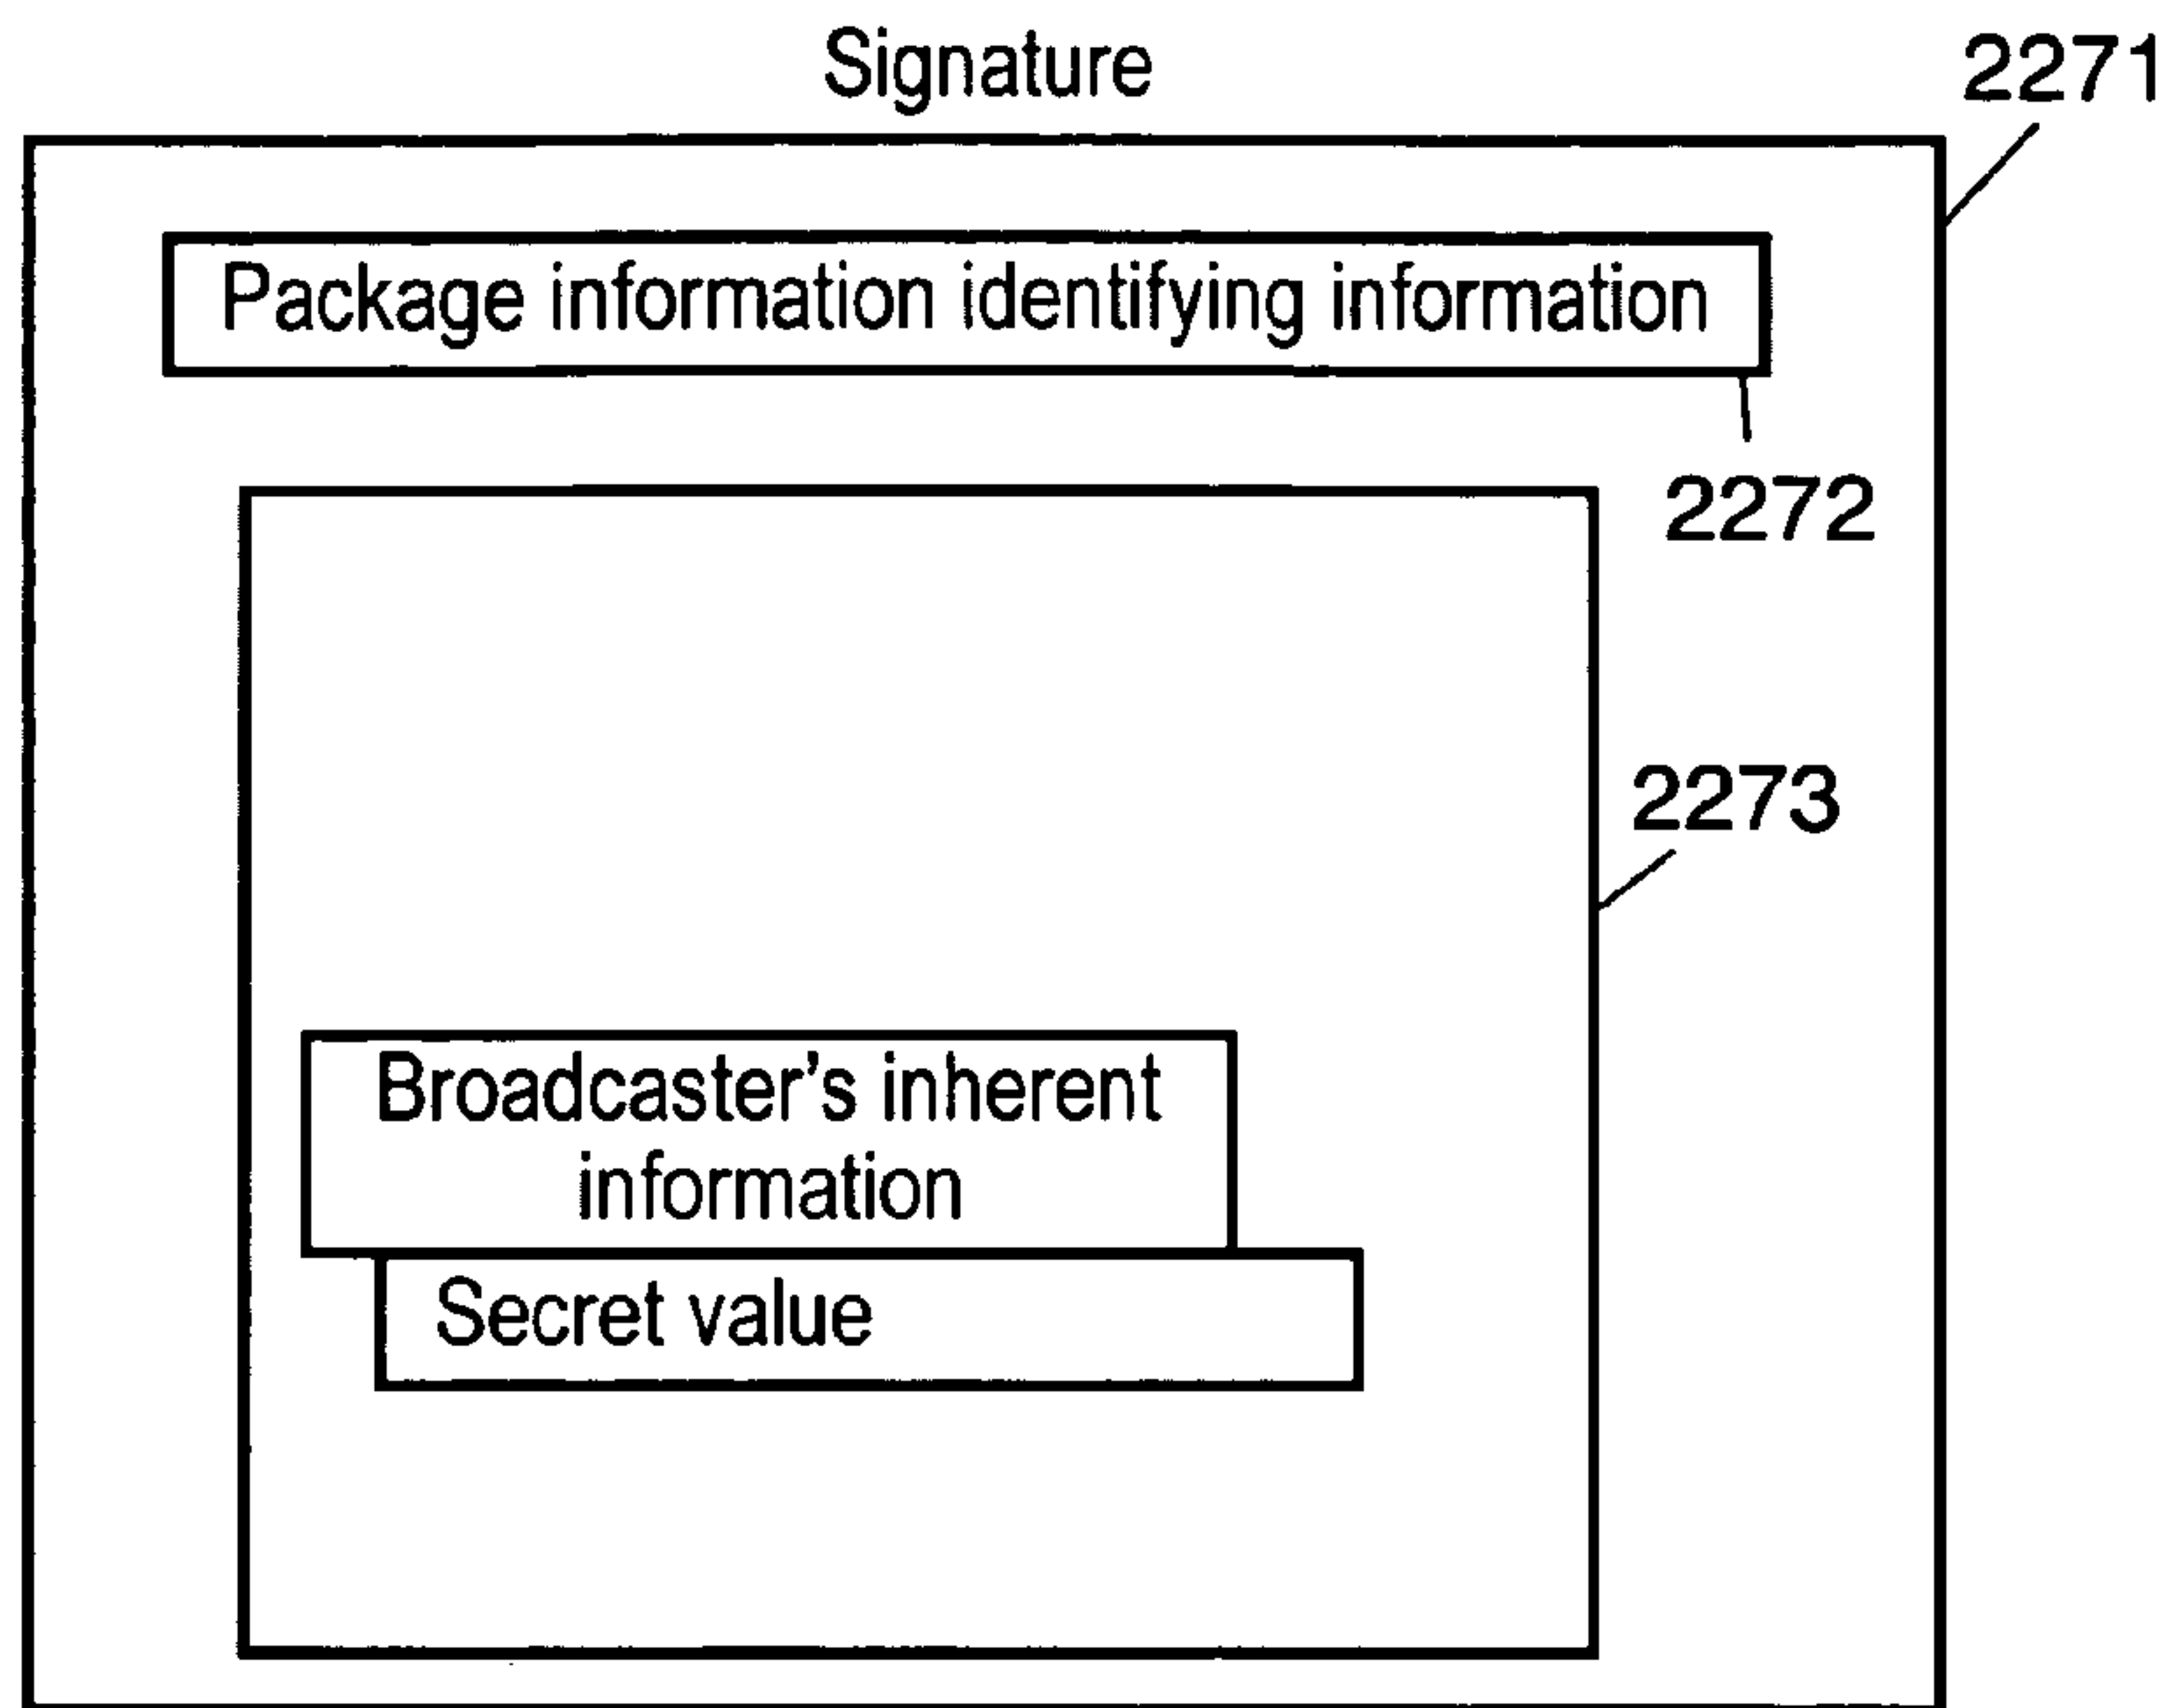 Signature
2271
Package information identifying information
2272
2273
Broadcaster's inherent
information
Secret value